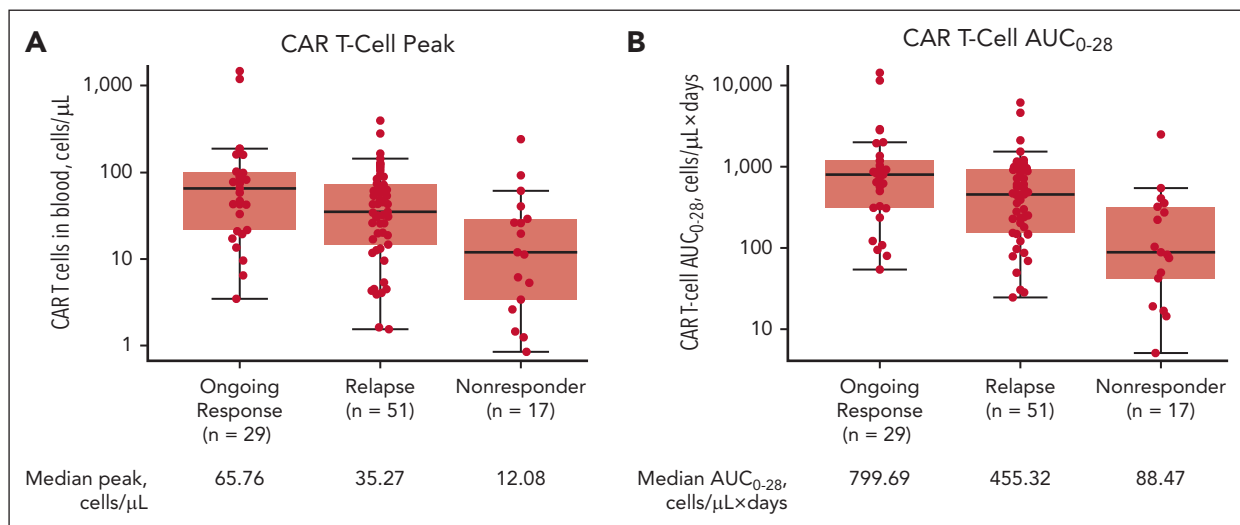 A
CAR T-Cell Peak
CAR T cells in blood, cells/μL
1,000
100
10
1
Ongoing
Response
(n = 29)
Relapse
(n = 51)
Nonresponder
(n = 17)
Median peak,
cells/μL
65.76
35.27
12.08
B
CAR T-Cell AUC₀₋₂₈
CAR T-cell AUC₀₋₂₈, cells/μL×days
10,000
1,000
100
10
Ongoing
Response
(n = 29)
Relapse
(n = 51)
Nonresponder
(n = 17)
Median AUC₀₋₂₈,
cells/μL×days
799.69
455.32
88.47